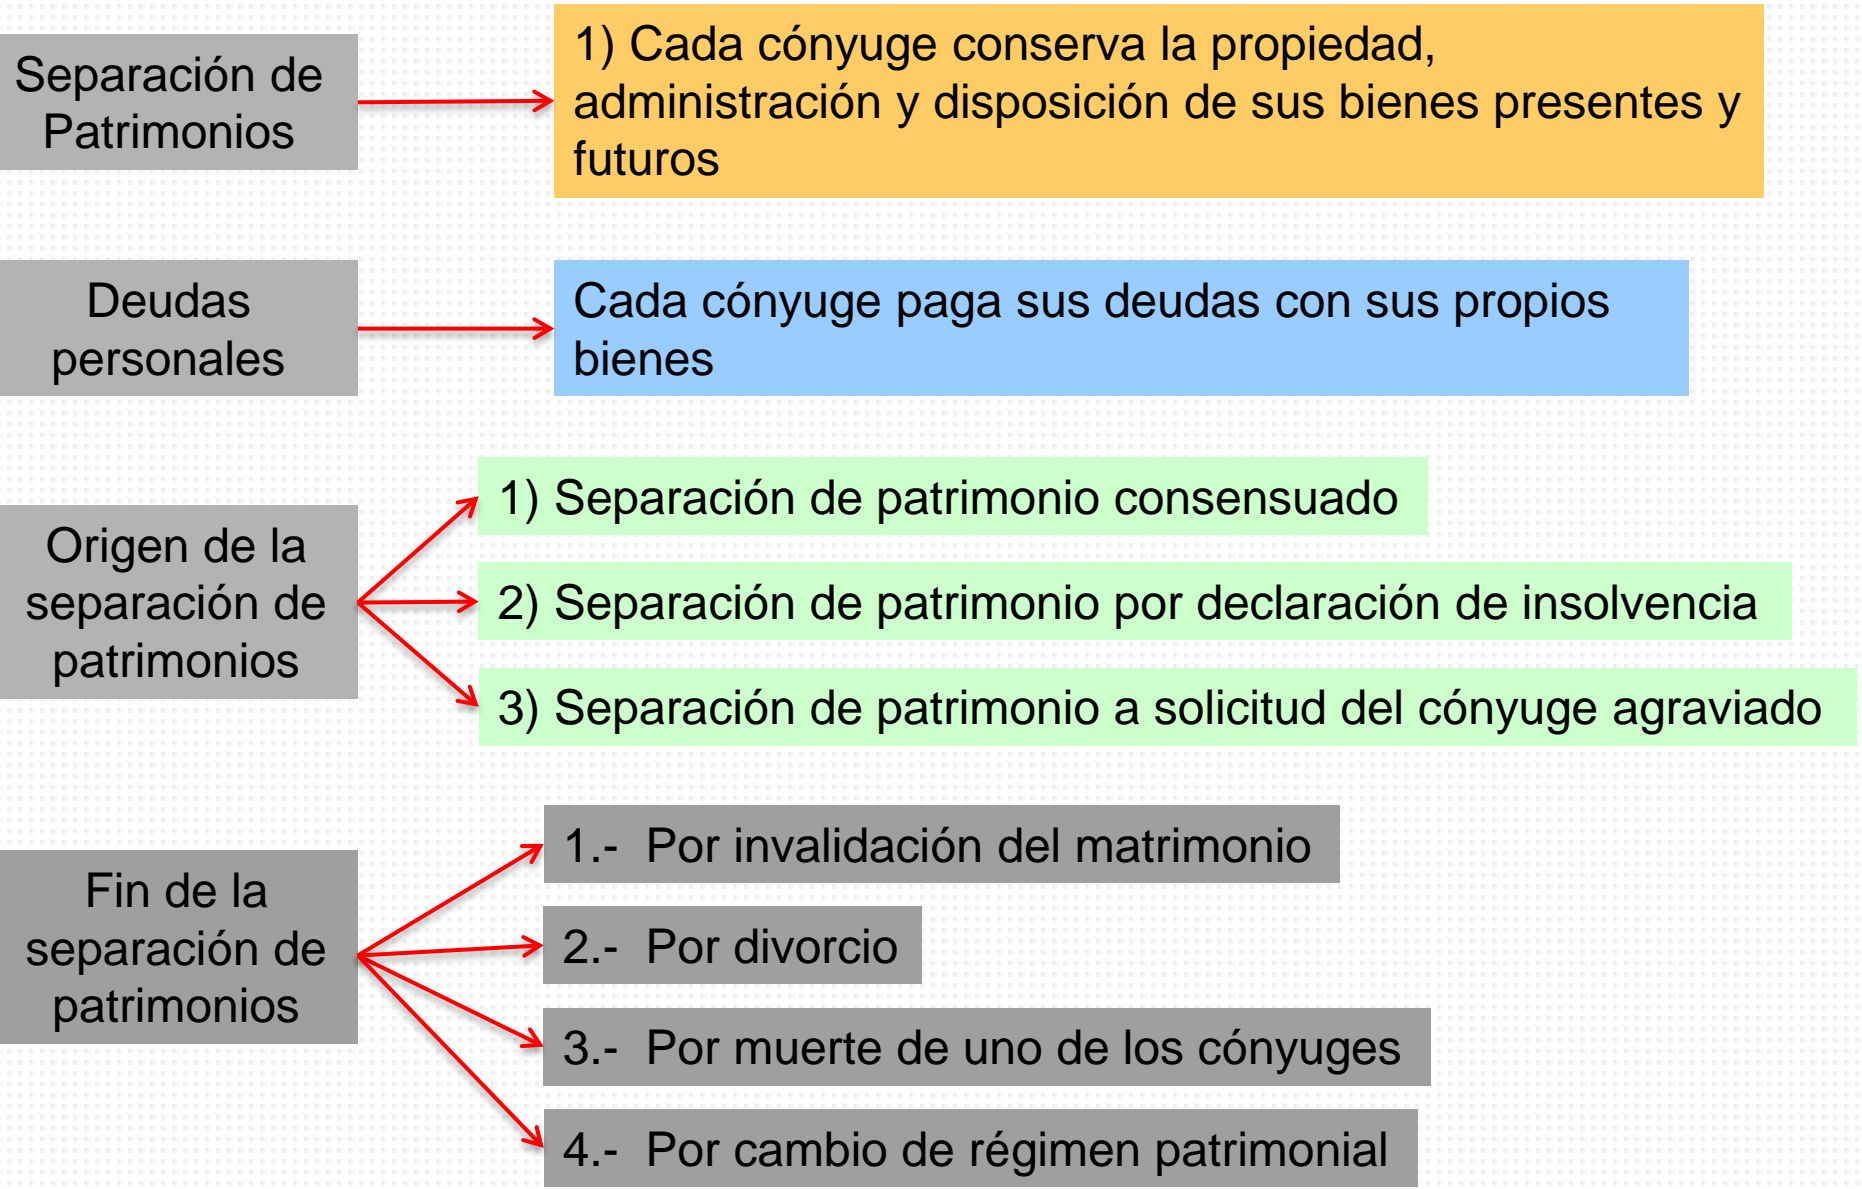 Separación de
Patrimonios
1) Cada cónyuge conserva la propiedad,
administración y disposición de sus bienes presentes y
futuros
Deudas
personales
Cada cónyuge paga sus deudas con sus propios
bienes
Origen de la
separación de
patrimonios
1) Separación de patrimonio consensuado
2) Separación de patrimonio por declaración de insolvencia
3) Separación de patrimonio a solicitud del cónyuge agraviado
Fin de la
separación de
patrimonios
1.- Por invalidación del matrimonio
2.- Por divorcio
3.- Por muerte de uno de los cónyuges
4.- Por cambio de régimen patrimonial